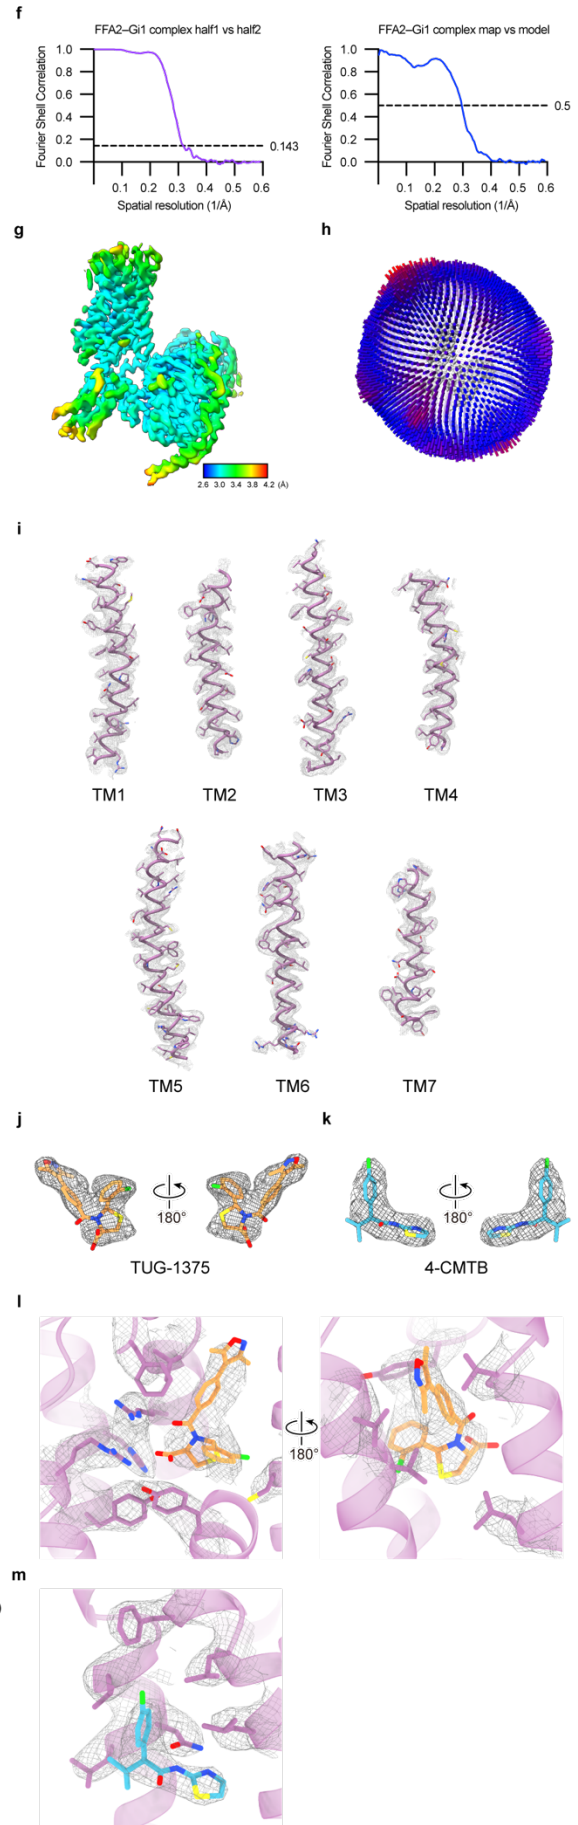 f
FFA2–Gi1 complex half1 vs half2
FFA2–Gi1 complex map vs model
Fourier Shell Correlation
1.0
0.8
0.6
0.4
0.2
0.0
0.143
0.1 0.2 0.3 0.4 0.5 0.6
Spatial resolution (1/Å)
Fourier Shell Correlation
1.0
0.8
0.6
0.4
0.2
0.0
0.5
0.1 0.2 0.3 0.4 0.5 0.6
Spatial resolution (1/Å)
g
2.6 3.0 3.4 3.8 4.2 (Å)
h
i
TM1 TM2 TM3 TM4
TM5 TM6 TM7
j
180°
TUG-1375
k
180°
4-CMTB
l
180°
m